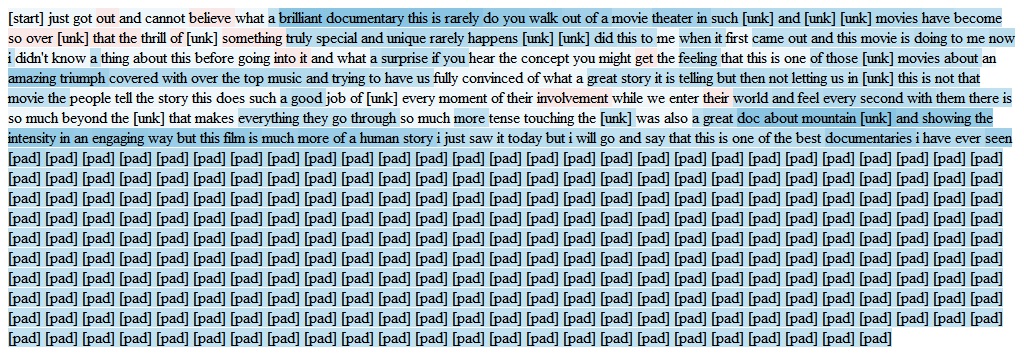 [start] just got out and cannot believe what a brilliant documentary this is rarely do you walk out of a movie theater in such [unk] and [unk] [unk] movies have become
so over [unk] that the thrill of [unk] something truly special and unique rarely happens [unk] [unk] did this to me when it first came out and this movie is doing to me now
i didn't know a thing about this before going into it and what a surprise if you hear the concept you might get the feeling that this is one of those [unk] movies about an
amazing triumph covered with over the top music and trying to have us fully convinced of what a great story it is telling but then not letting us in [unk] this is not that
movie the people tell the story this does such a good job of [unk] every moment of their involvement while we enter their world and feel every second with them there is
so much beyond the [unk] that makes everything they go through so much more tense touching the [unk] was also a great doc about mountain [unk] and showing the
intensity in an engaging way but this film is much more of a human story i just saw it today but i will go and say that this is one of the best documentaries i have ever seen
[pad] [pad] [pad] [pad] [pad] [pad] [pad] [pad] [pad] [pad] [pad] [pad] [pad] [pad] [pad] [pad] [pad] [pad] [pad] [pad] [pad] [pad] [pad] [pad] [pad] [pad] [pad]
[pad] [pad] [pad] [pad] [pad] [pad] [pad] [pad] [pad] [pad] [pad] [pad] [pad] [pad] [pad] [pad] [pad] [pad] [pad] [pad] [pad] [pad] [pad] [pad] [pad] [pad] [pad]
[pad] [pad] [pad] [pad] [pad] [pad] [pad] [pad] [pad] [pad] [pad] [pad] [pad] [pad] [pad] [pad] [pad] [pad] [pad] [pad] [pad] [pad] [pad] [pad] [pad] [pad] [pad]
[pad] [pad] [pad] [pad] [pad] [pad] [pad] [pad] [pad] [pad] [pad] [pad] [pad] [pad] [pad] [pad] [pad] [pad] [pad] [pad] [pad] [pad] [pad] [pad] [pad] [pad] [pad]
[pad] [pad] [pad] [pad] [pad] [pad] [pad] [pad] [pad] [pad] [pad] [pad] [pad] [pad] [pad] [pad] [pad] [pad] [pad] [pad] [pad] [pad] [pad] [pad] [pad] [pad] [pad]
[pad] [pad] [pad] [pad] [pad] [pad] [pad] [pad] [pad] [pad] [pad] [pad] [pad] [pad] [pad] [pad] [pad] [pad] [pad] [pad] [pad] [pad] [pad] [pad] [pad] [pad] [pad]
[pad] [pad] [pad] [pad] [pad] [pad] [pad] [pad] [pad] [pad] [pad] [pad] [pad] [pad] [pad] [pad] [pad] [pad] [pad] [pad] [pad] [pad] [pad] [pad] [pad] [pad] [pad]
[pad] [pad] [pad] [pad] [pad] [pad] [pad] [pad] [pad] [pad] [pad] [pad] [pad] [pad] [pad] [pad] [pad] [pad] [pad] [pad] [pad] [pad] [pad] [pad] [pad] [pad] [pad]
[pad] [pad] [pad] [pad] [pad] [pad] [pad] [pad] [pad] [pad] [pad] [pad] [pad] [pad] [pad] [pad] [pad] [pad] [pad] [pad] [pad] [pad] [pad] [pad] [pad] [pad] [pad]
[pad] [pad] [pad] [pad] [pad] [pad] [pad] [pad] [pad] [pad] [pad] [pad] [pad] [pad] [pad] [pad] [pad] [pad] [pad] [pad] [pad] [pad] [pad] [pad]